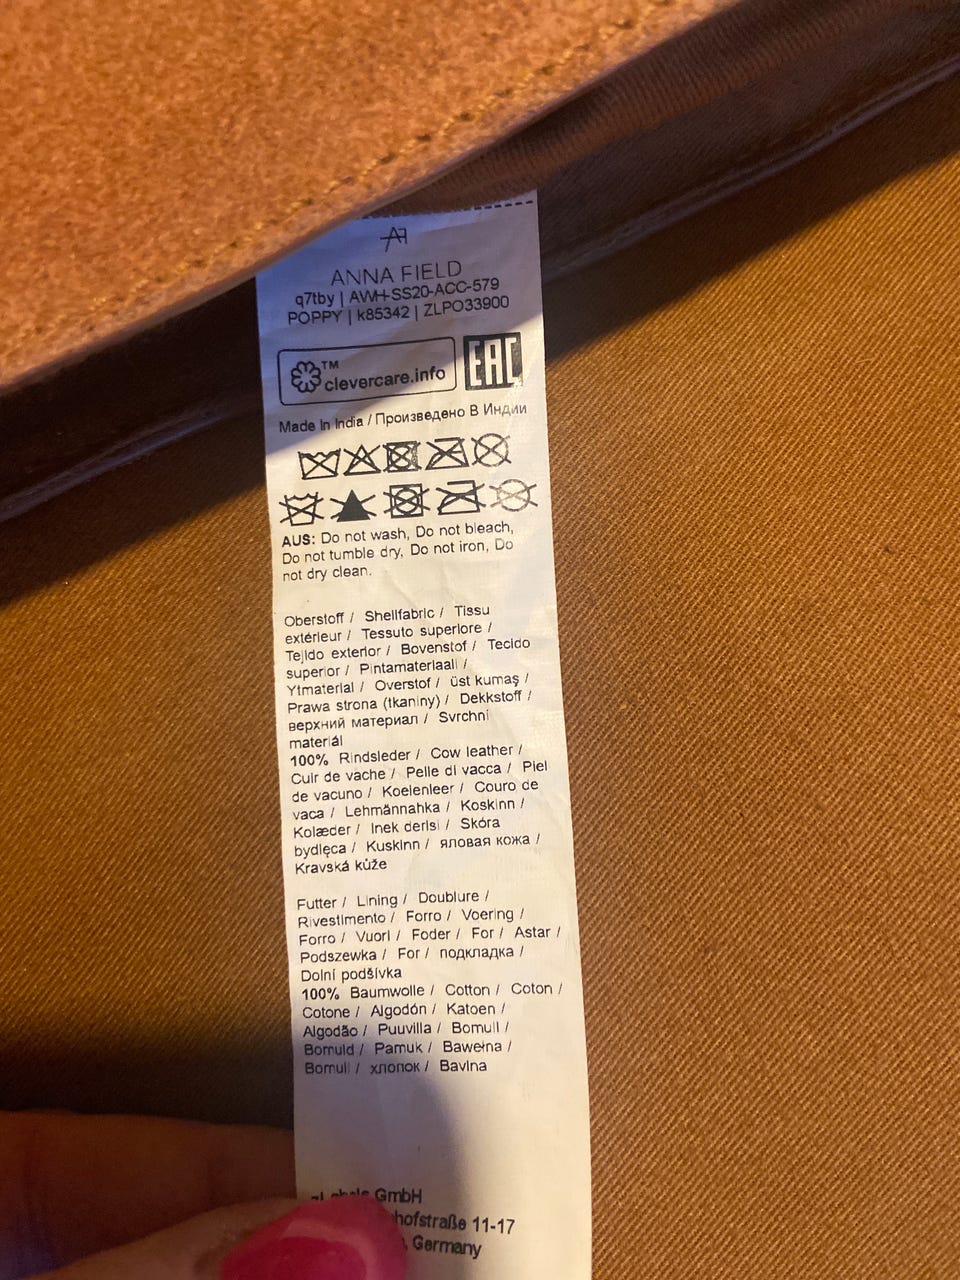 ANNA FIELD
q7tby | AWH-SS20-ACC-579
POPPY | k85342 | ZLPO33900
TM
clevercare.info
EAC
Made In India / Произведено В Индии
AUS: Do not wash, Do not bleach,
Do not tumble dry, Do not iron, Do
not dry clean.
Oberstoff / Shellfabric / Tissu
extérieur / Tessuto superiore /
Tejido exterior / Bovenstof / Tecido
superior / Pintamateriaali /
Ytmaterial / Overstof / üst kumaş /
Prawa strona (tkaniny) / Dekkstoff /
верхний материал / Svrchní
materiál
100% Rindsleder / Cow leather /
Cuir de vache / Pelle di vacca / Piel
de vacuno / Koelenleer / Couro de
vaca / Lehmännahka / Koskinn /
Kolæder / Inek derisi / Skóra
bydlęca / Kuskinn / яловая кожа /
Kravská kůže
Futter / Lining / Doublure /
Rivestimento / Forro / Voering /
Forro / Vuori / Foder / For / Astar /
Podszewka / For / подкладка /
Dolní podšívka
100% Baumwolle / Cotton / Coton /
Cotone / Algodón / Katoen /
Algodão / Puuvilla / Bomull /
Bomuld / Pamuk / Bawełna /
Bomull / хлопок / Bavlna
GmbH
11-17
Germany